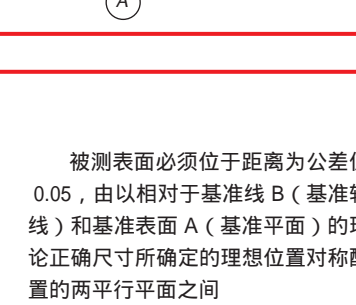 A
被测表面必须位于距离为公差
0.05，由以相对于基准线 B（基准
线）和基准表面 A（基准平面）的
论正确尺寸所确定的理想位置对称
置的两平行平面之间